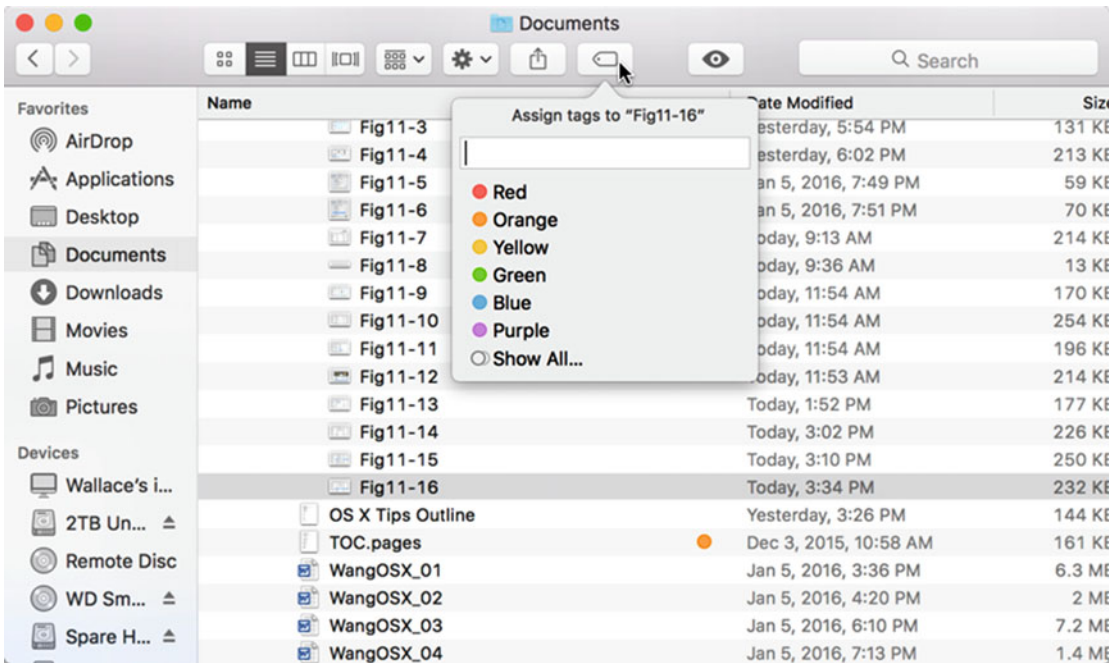 Documents
Search
Favorites
AirDrop
Applications
Desktop
Documents
Downloads
Movies
Music
Pictures
Devices
Wallace's i...
2TB Un...
Remote Disc
WD Sm...
Spare H...
Name Date Modified Size
Fig11-3 esterday, 5:54 PM 131 KB
Fig11-4 esterday, 6:02 PM 213 KB
Fig11-5 an 5, 2016, 7:49 PM 59 KB
Fig11-6 an 5, 2016, 7:51 PM 70 KB
Fig11-7 oday, 9:13 AM 214 KB
Fig11-8 oday, 9:36 AM 13 KB
Fig11-9 oday, 11:54 AM 170 KB
Fig11-10 oday, 11:54 AM 254 KB
Fig11-11 oday, 11:54 AM 196 KB
Fig11-12 oday, 11:53 AM 214 KB
Fig11-13 Today, 1:52 PM 177 KB
Fig11-14 Today, 3:02 PM 226 KB
Fig11-15 Today, 3:10 PM 250 KB
Fig11-16 Today, 3:34 PM 232 KB
OS X Tips Outline Yesterday, 3:26 PM 144 KB
TOC.pages Dec 3, 2015, 10:58 AM 161 KB
WangOSX_01 Jan 5, 2016, 3:36 PM 6.3 MB
WangOSX_02 Jan 5, 2016, 4:20 PM 2 MB
WangOSX_03 Jan 5, 2016, 6:10 PM 7.2 MB
WangOSX_04 Jan 5, 2016, 7:13 PM 1.4 MB
Assign tags to "Fig11-16"
Red
Orange
Yellow
Green
Blue
Purple
Show All...